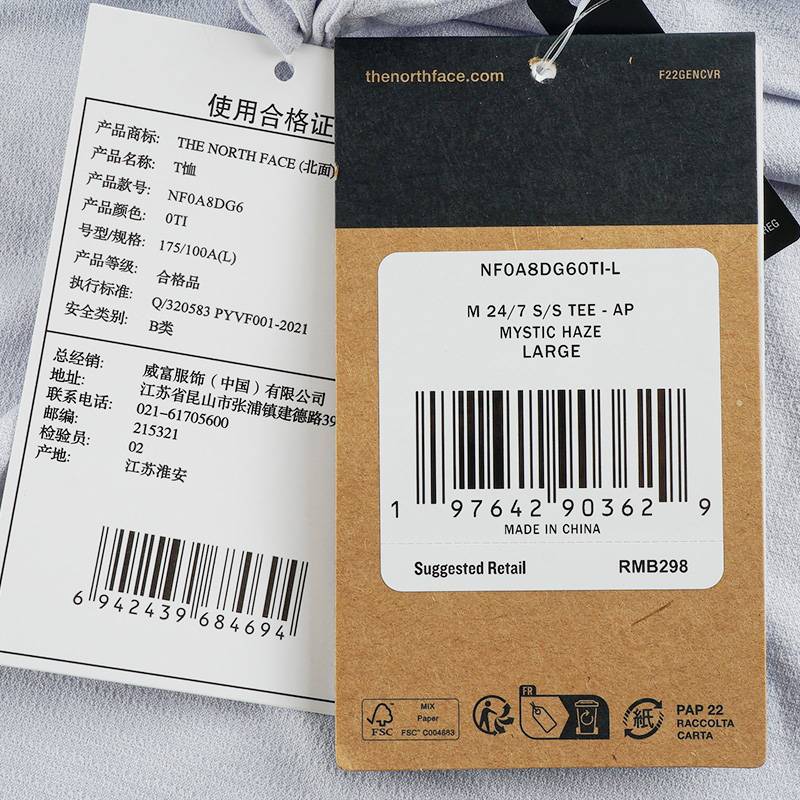 使用合格证
产品商标: THE NORTH FACE (北面)
产品名称: T恤
产品款号: NF0A8DG6
产品颜色: 0TI
号型/规格: 175/100A(L)
产品等级: 合格品
执行标准: Q/320583 PYVF001-2021
安全类别: B类
总经销: 威富服饰（中国）有限公司
地址: 江苏省昆山市张浦镇建德路39
联系电话: 021-61705600
邮编: 215321
检验员: 02
产地: 江苏淮安
6 942439 684694
thenorthface.com F22GENCVR
NF0A8DG60TI-L
M 24/7 S/S TEE - AP
MYSTIC HAZE
LARGE
1 97642 90362 9
MADE IN CHINA
Suggested Retail RMB298
FSC
MIX
Paper
FSC™ C004683
FR
紙
PAP 22
RACCOLTA
CARTA